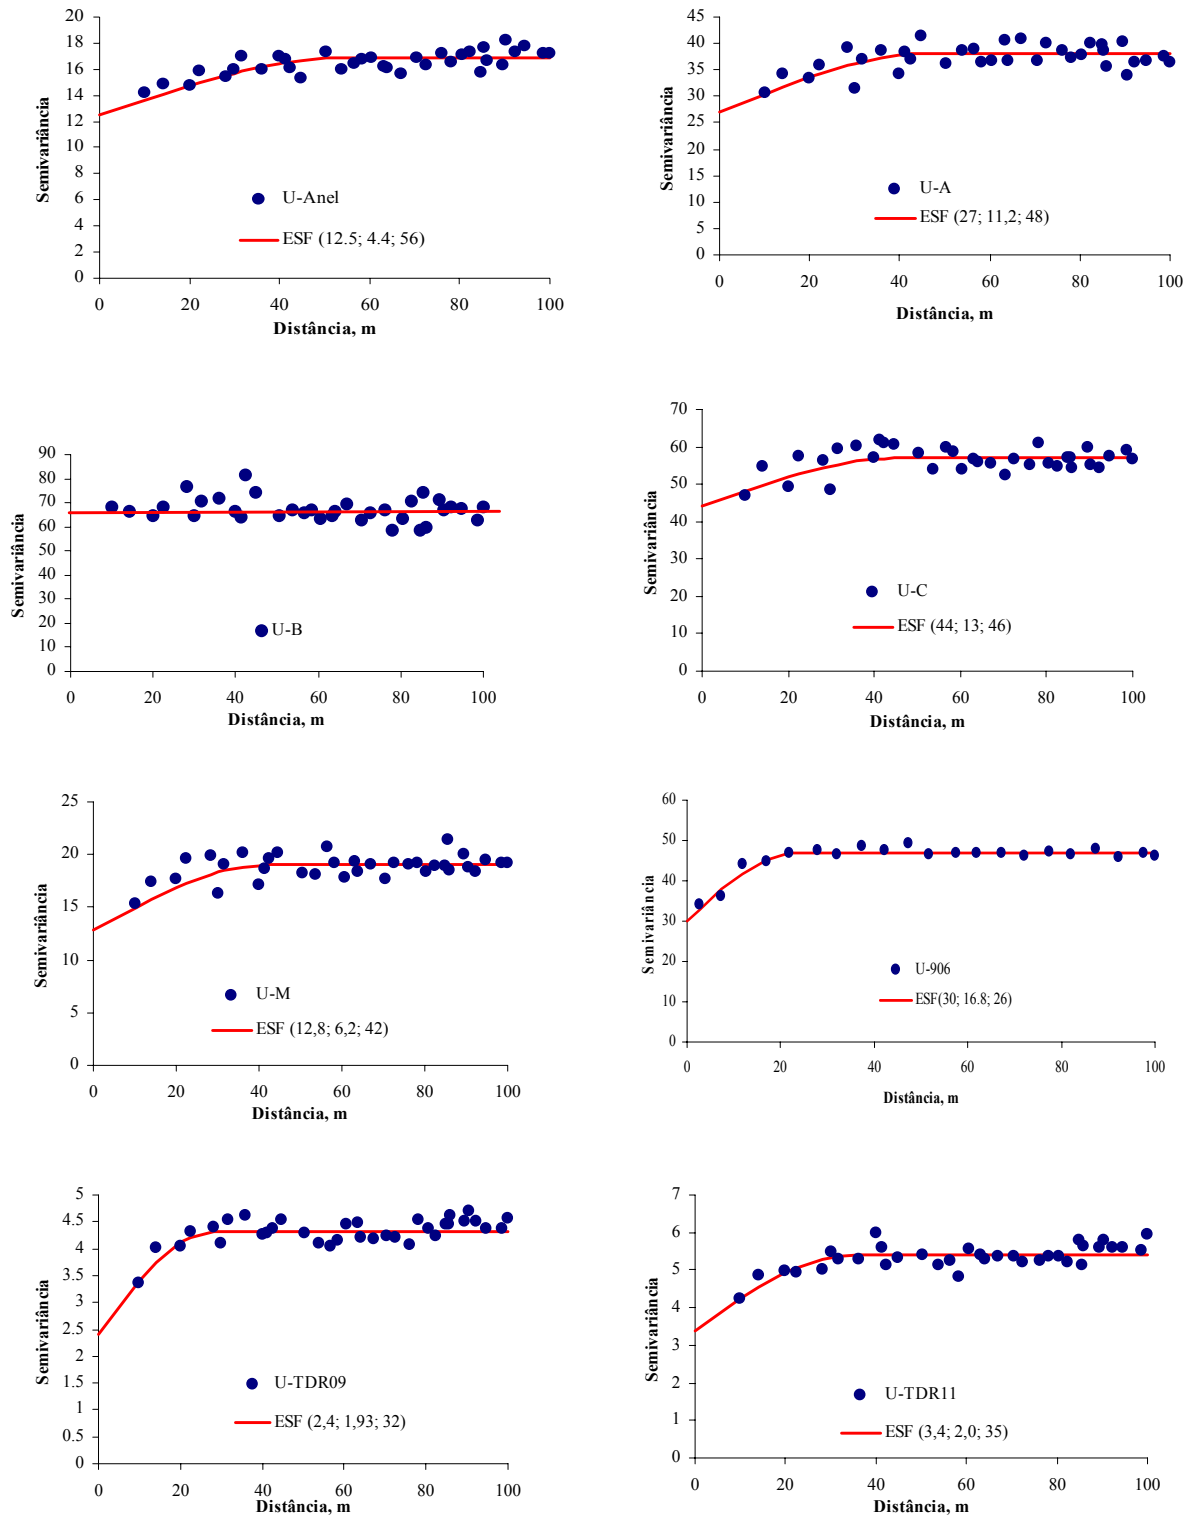 20
18
16
14
12
10
8
6
4
2
0
Semivariância
U-Anel
ESF (12.5; 4.4; 56)
0 20 40 60 80 100
Distância, m
45
40
35
30
25
20
15
10
5
0
Semivariância
U-A
ESF (27; 11,2; 48)
0 20 40 60 80 100
Distância, m
90
80
70
60
50
40
30
20
10
0
Semivariância
U-B
0 20 40 60 80 100
Distância, m
70
60
50
40
30
20
10
0
Semivariância
U-C
ESF (44; 13; 46)
0 20 40 60 80 100
Distância, m
25
20
15
10
5
0
Semivariância
U-M
ESF (12,8; 6,2; 42)
0 20 40 60 80 100
Distância, m
60
50
40
30
20
10
0
Semivariância
U-906
ESF(30; 16.8; 26)
0 20 40 60 80 100
Distância, m
5
4.5
4
3.5
3
2.5
2
1.5
1
0.5
0
Semivariância
U-TDR09
ESF (2,4; 1,93; 32)
0 20 40 60 80 100
Distância, m
7
6
5
4
3
2
1
0
Semivariância
U-TDR11
ESF (3,4; 2,0; 35)
0 20 40 60 80 100
Distância, m